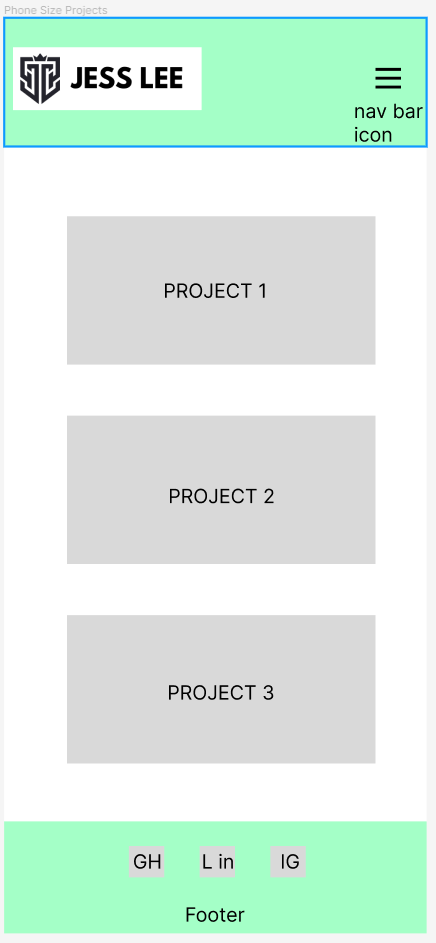 Phone Size Projects
JESS LEE
nav bar
icon
PROJECT 1
PROJECT 2
PROJECT 3
GH
L in
IG
Footer